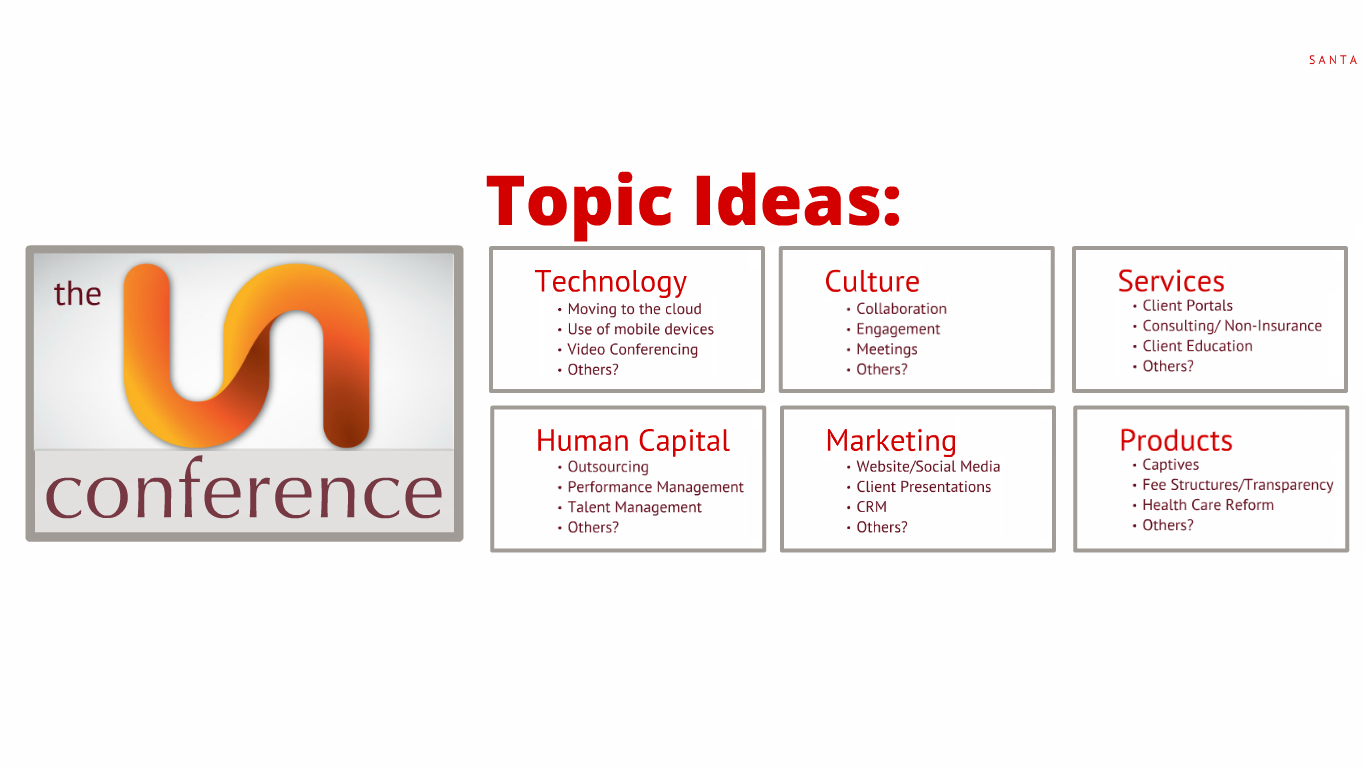 SANTA
Topic Ideas:
the
un
conference
Technology
• Moving to the cloud
• Use of mobile devices
• Video Conferencing
• Others?
Culture
• Collaboration
• Engagement
• Meetings
• Others?
Services
• Client Portals
• Consulting/ Non-Insurance
• Client Education
• Others?
Human Capital
• Outsourcing
• Performance Management
• Talent Management
• Others?
Marketing
• Website/Social Media
• Client Presentations
• CRM
• Others?
Products
• Captives
• Fee Structures/Transparency
• Health Care Reform
• Others?